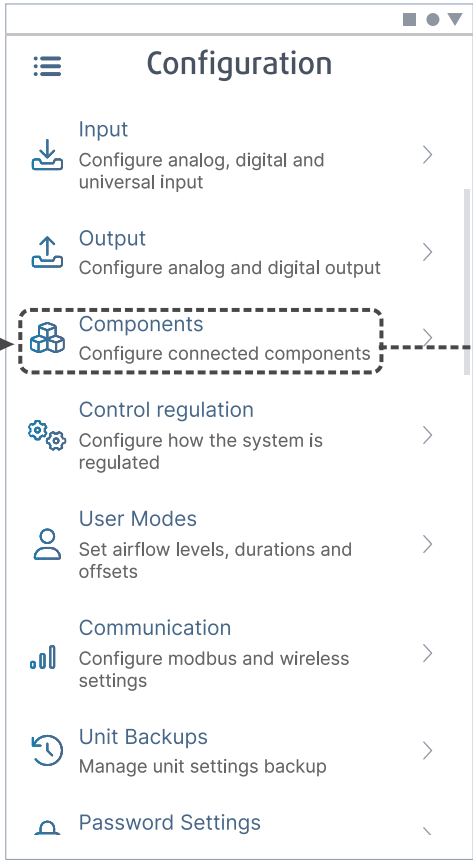 Configuration
Input
Configure analog, digital and
universal input
Output
Configure analog and digital output
Components
Configure connected components
Control regulation
Configure how the system is
regulated
User Modes
Set airflow levels, durations and
offsets
Communication
Configure modbus and wireless
settings
Unit Backups
Manage unit settings backup
Password Settings